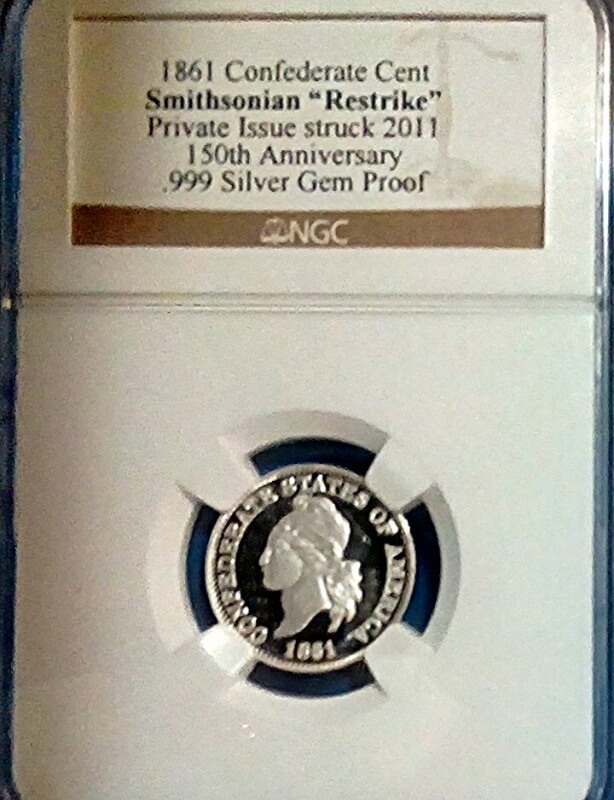 1861 Confederate Cent
Smithsonian "Restrike"
Private Issue struck 2011
150th Anniversary
.999 Silver Gem Proof
NGC
CONFEDERATE STATES OF AMERICA.
1861